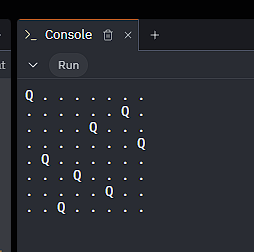 >_ Console × +
Run
Q . . . . . . .
. . . . . . Q .
. . . . Q . . .
. . . . . . . Q
. Q . . . . . .
. . . Q . . . .
. . . . . Q . .
. . Q . . . . .